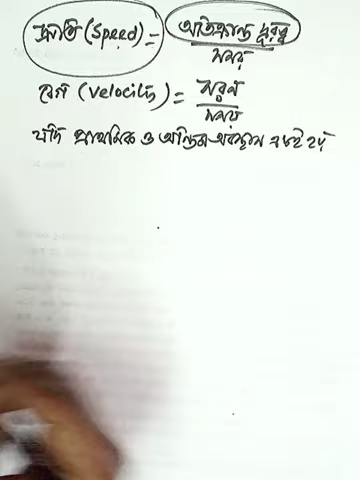 দ্রুতি (Speed) = অতিক্রান্ত দূরত্ব
সময়
বেগ (Velocity) = সরণ
সময়
যদি প্রাথমিক ও অন্তিম অবস্থান একই হয়